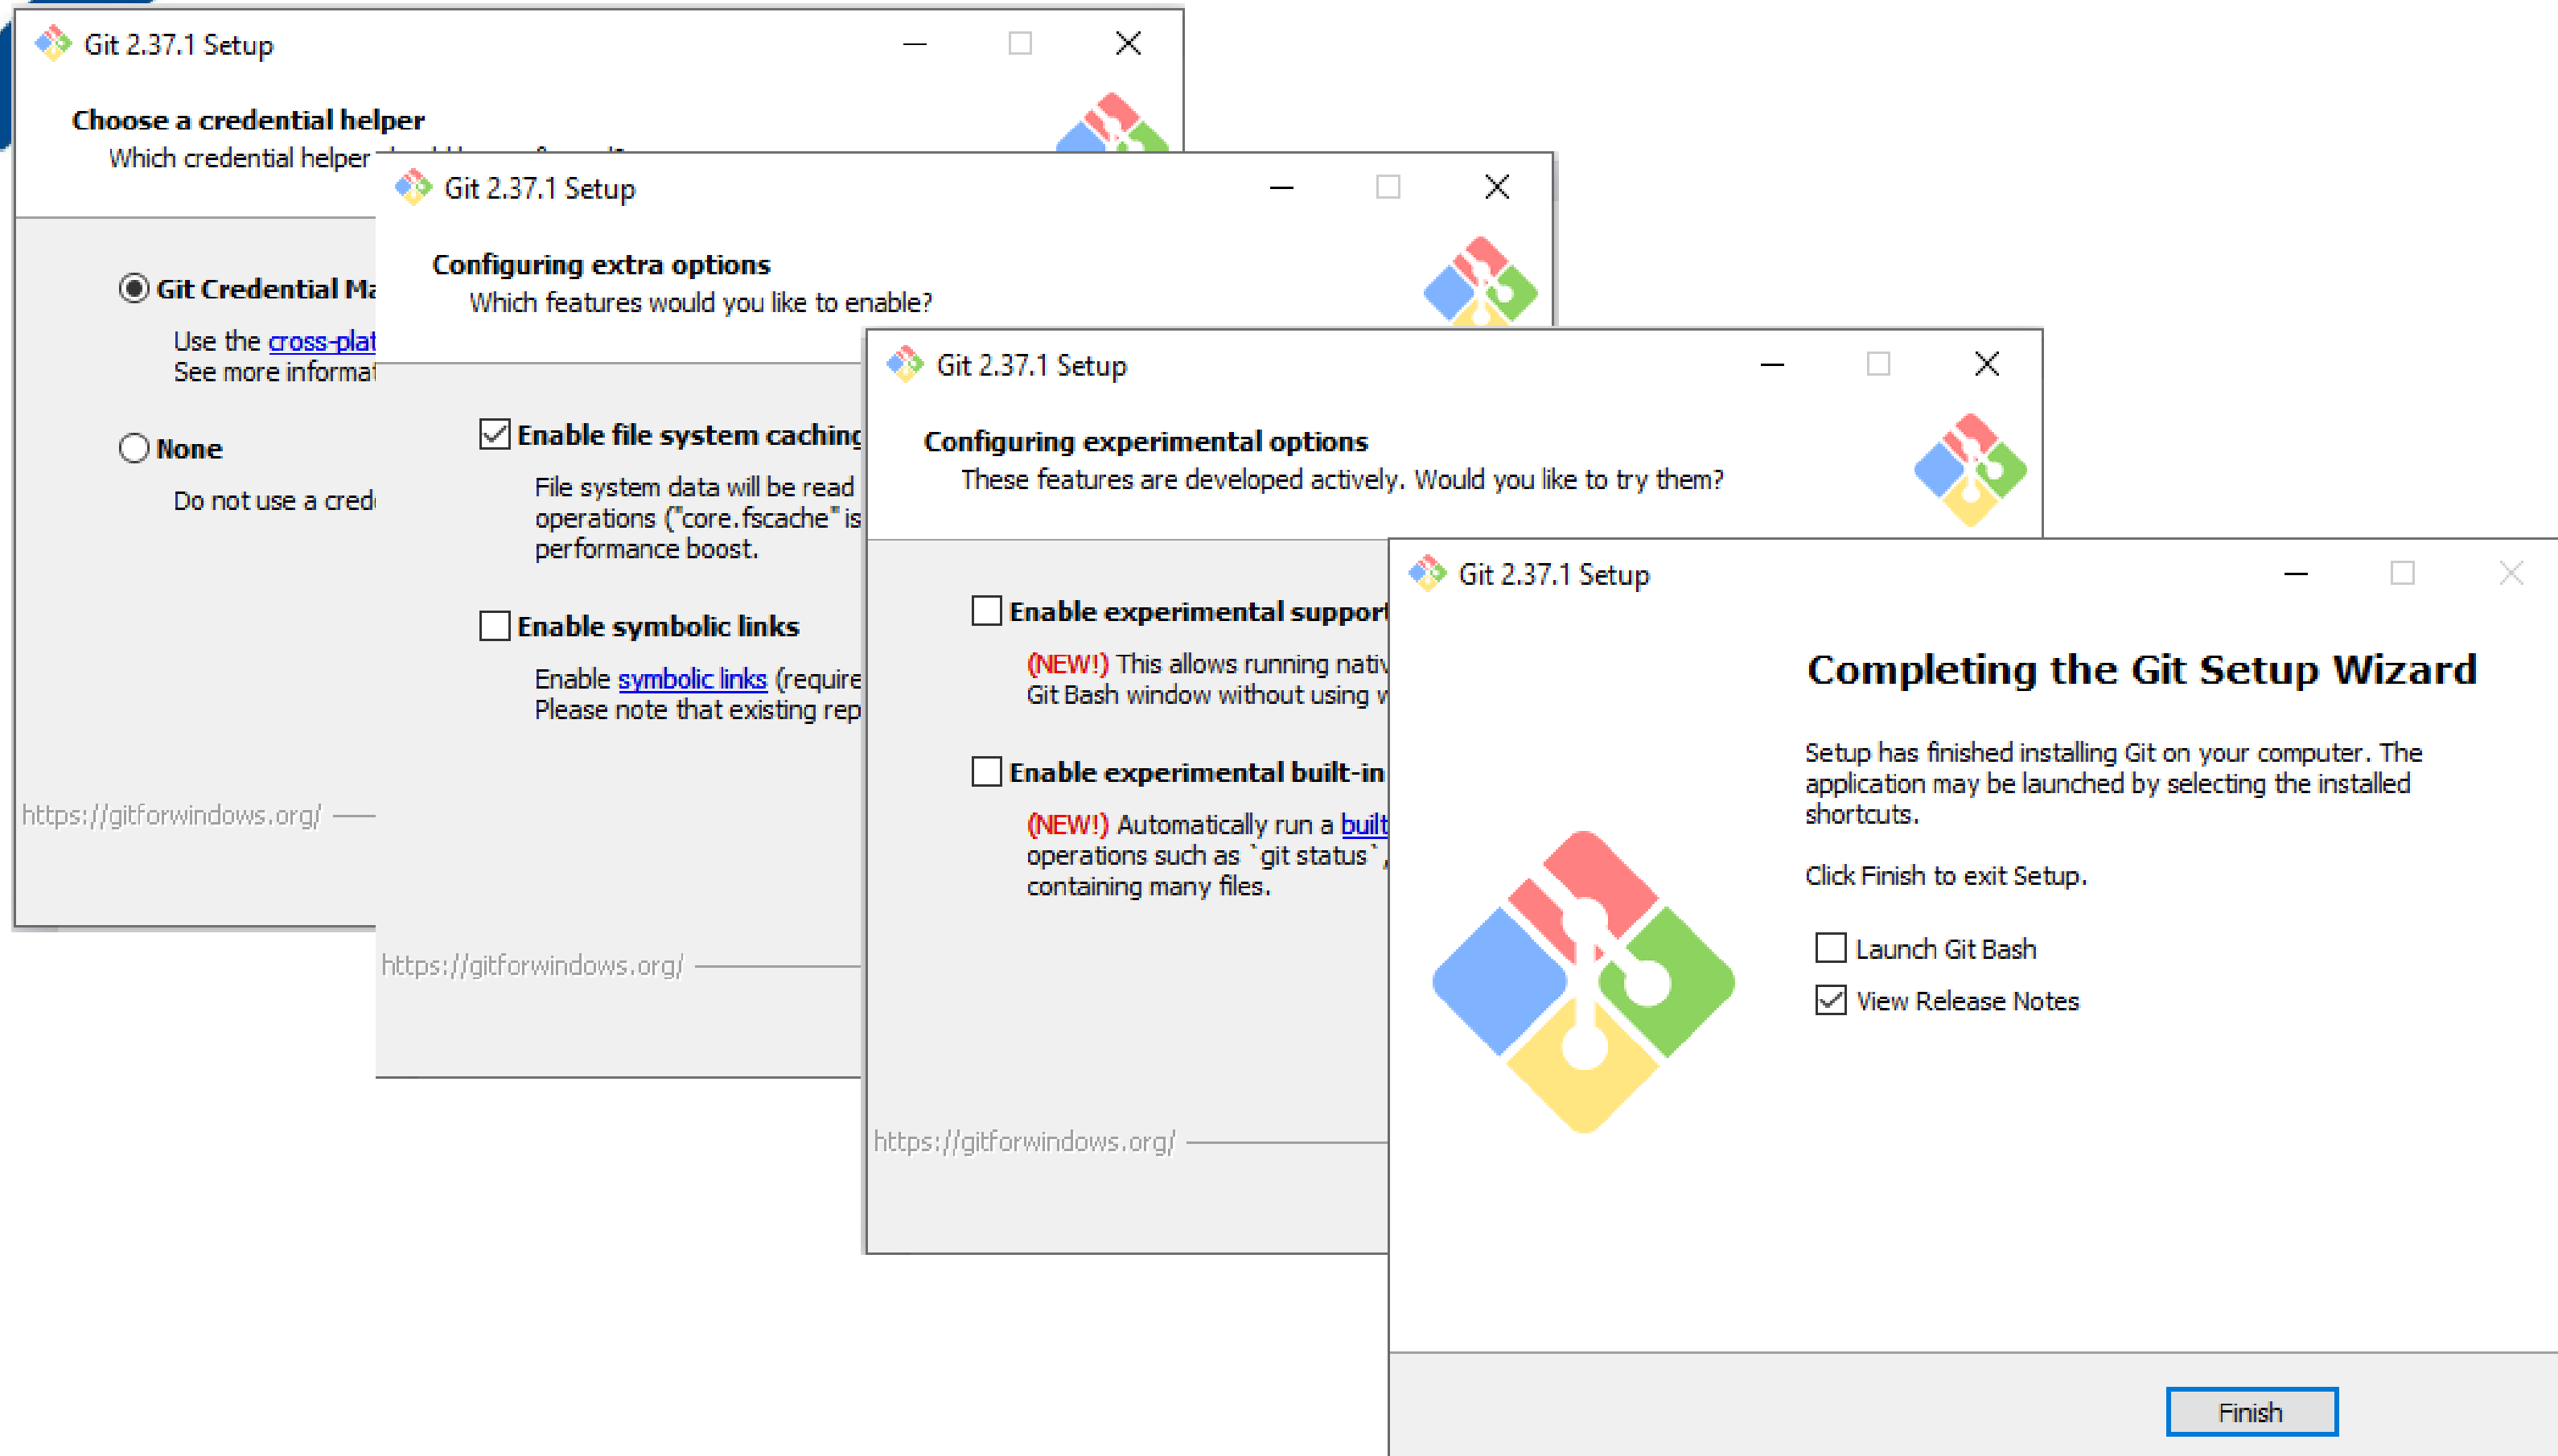 Git 2.37.1 Setup
Choose a credential helper
Which credential helper
Git Credential
Use the
See more
None
Do not use a
https://gitforwindows.org/
Git 2.37.1 Setup
Configuring extra options
Which features would you like to enable?
Enable file system caching
File system data will be read
operations ("core.fscache" is
performance boost.
Enable symbolic links
Enable symbolic links (require
Please note that existing
https://gitforwindows.org/
Git 2.37.1 Setup
Configuring experimental options
These features are developed actively. Would you like to try them?
Enable experimental support
(NEW!) This allows running
Git Bash window without using
Enable experimental built-in
(NEW!) Automatically run a built
operations such as `git status`,
containing many files.
https://gitforwindows.org/
Git 2.37.1 Setup
Completing the Git Setup Wizard
Setup has finished installing Git on your computer. The
application may be launched by selecting the installed
shortcuts.
Click Finish to exit Setup.
Launch Git Bash
View Release Notes
Finish